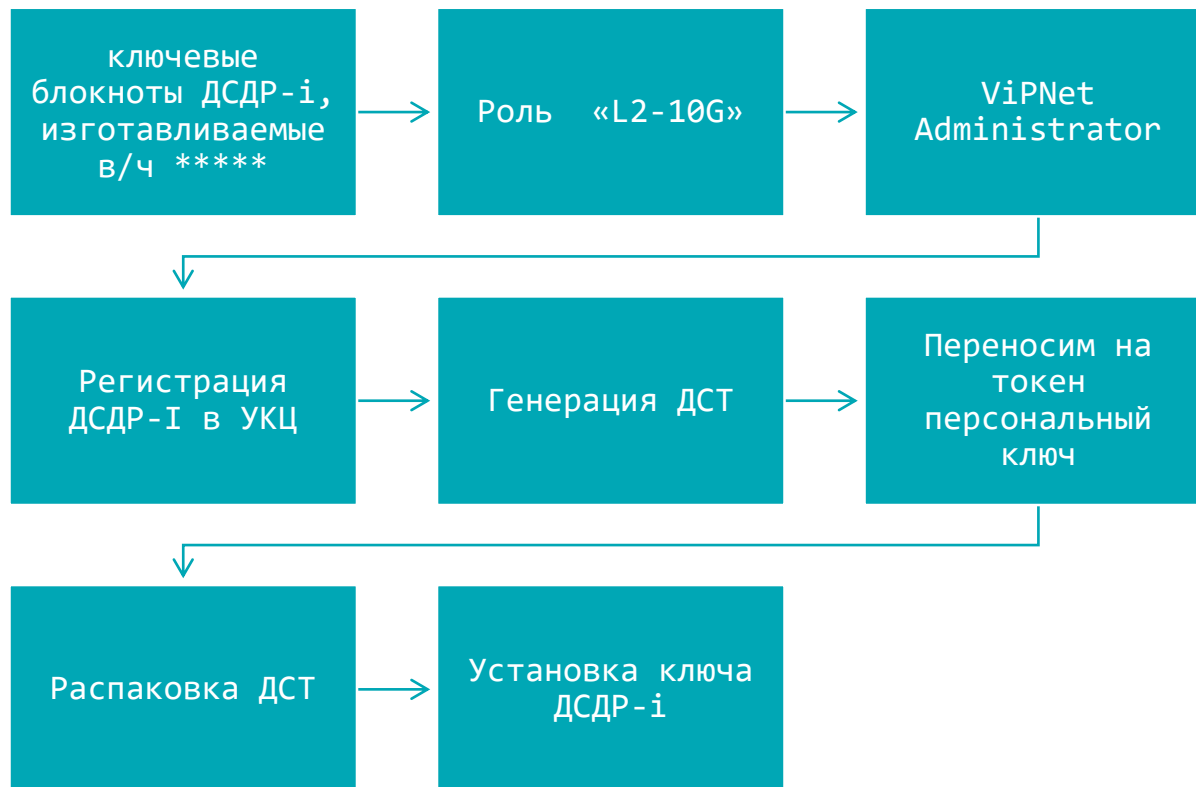 ключевые
блокноты ДСДР-i,
изготавливаемые
в/ч *****
Роль «L2-10G»
ViPNet
Administrator
Регистрация
ДСДР-I в УКЦ
Генерация ДСТ
Переносим на
токен
персональный
ключ
Распаковка ДСТ
Установка ключа
ДСДР-i